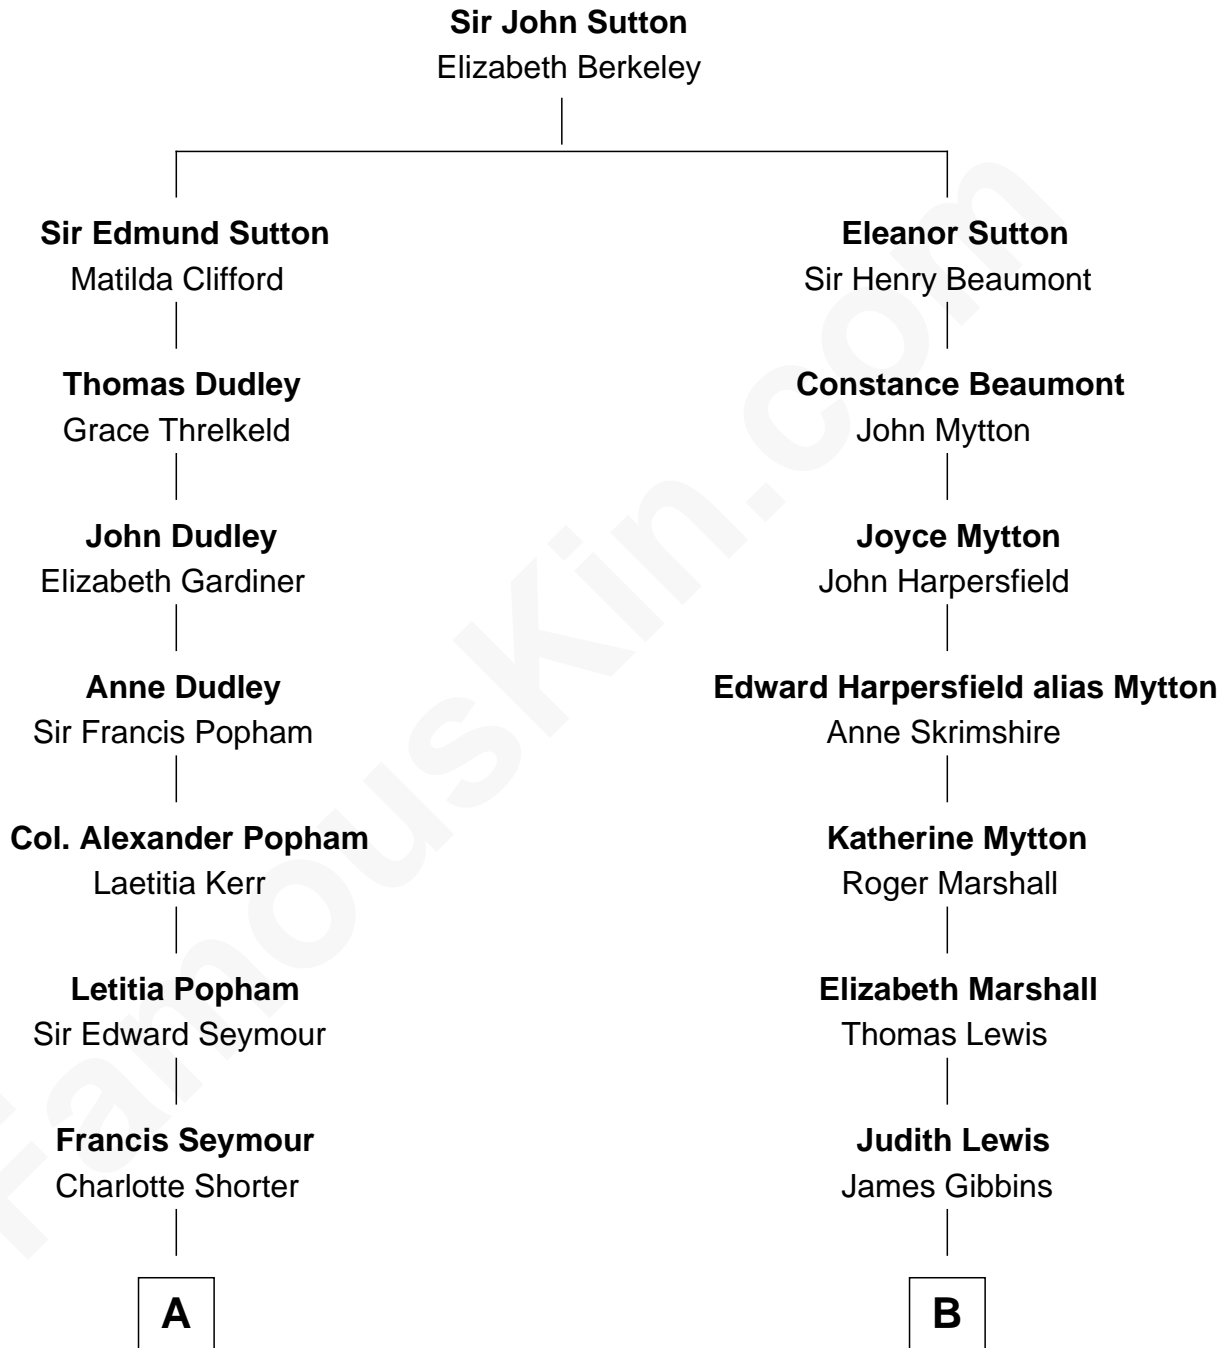 Sir John Sutton
Elizabeth Berkeley
Sir Edmund Sutton
Matilda Clifford
Eleanor Sutton
Sir Henry Beaumont
Thomas Dudley
Grace Threlkeld
Constance Beaumont
John Mytton
John Dudley
Elizabeth Gardiner
Joyce Mytton
John Harpersfield
Anne Dudley
Sir Francis Popham
Edward Harpersfield alias Mytton
Anne Skrimshire
Col. Alexander Popham
Laetitia Kerr
Katherine Mytton
Roger Marshall
Letitia Popham
Sir Edward Seymour
Elizabeth Marshall
Thomas Lewis
Francis Seymour
Charlotte Shorter
Judith Lewis
James Gibbins
A
B
FamousKin.com